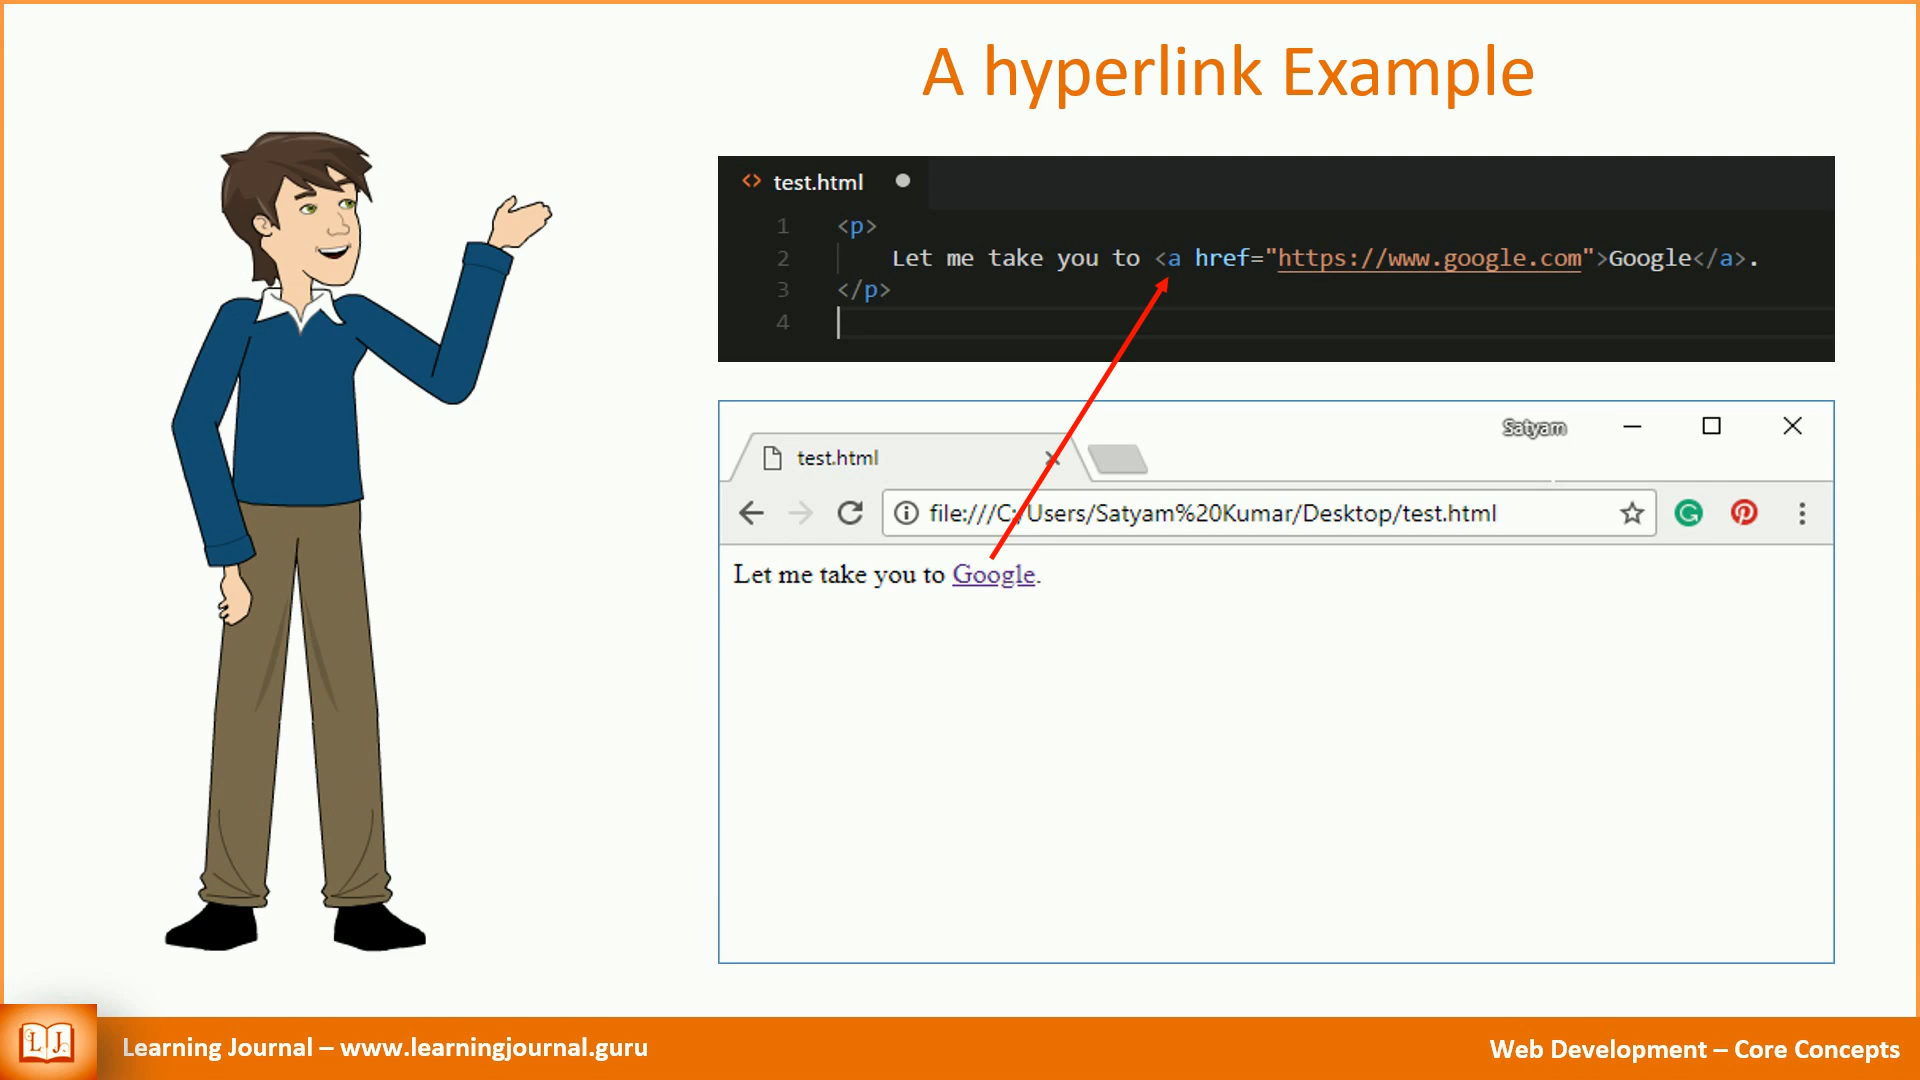 A hyperlink Example
<> test.html
1 <p>
2 Let me take you to <a href="https://www.google.com">Google</a>.
3 </p>
4
Satyam
test.html
file:///C:/Users/Satyam%20Kumar/Desktop/test.html
Let me take you to Google.
LJ
Learning Journal – www.learningjournal.guru
Web Development – Core Concepts